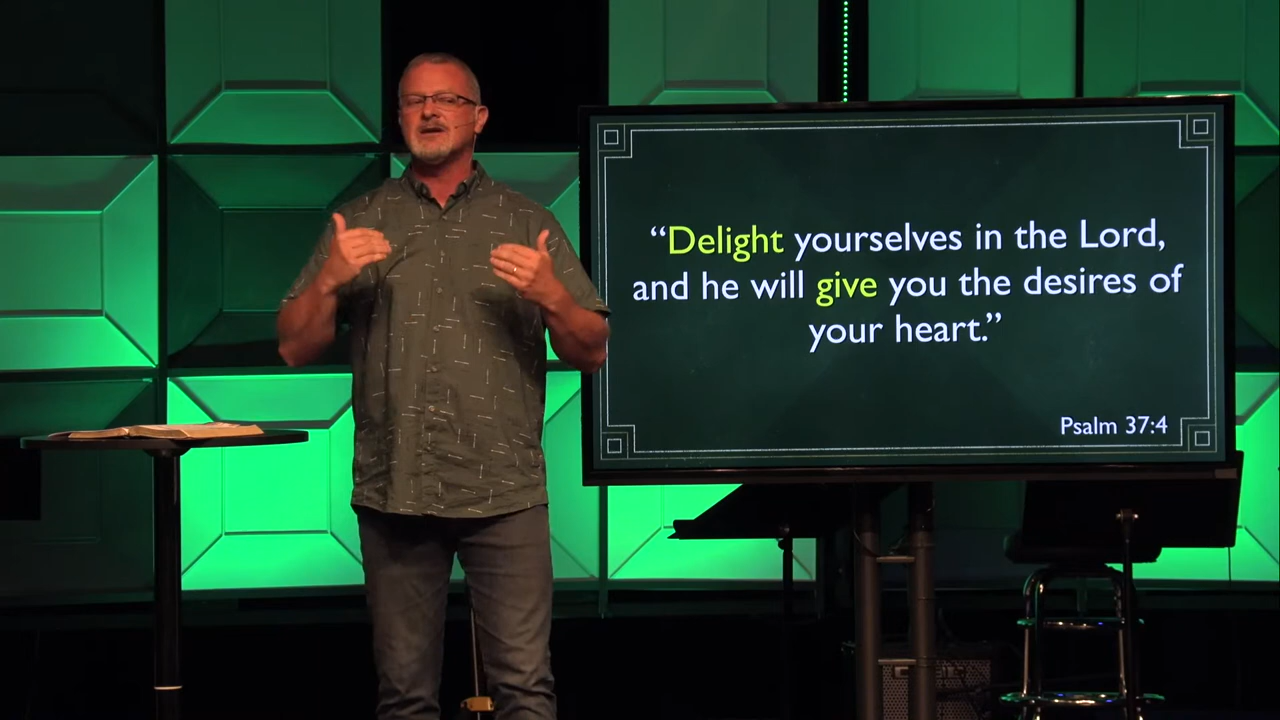 “Delight yourselves in the Lord,
and he will give you the desires of
your heart.”
Psalm 37:4